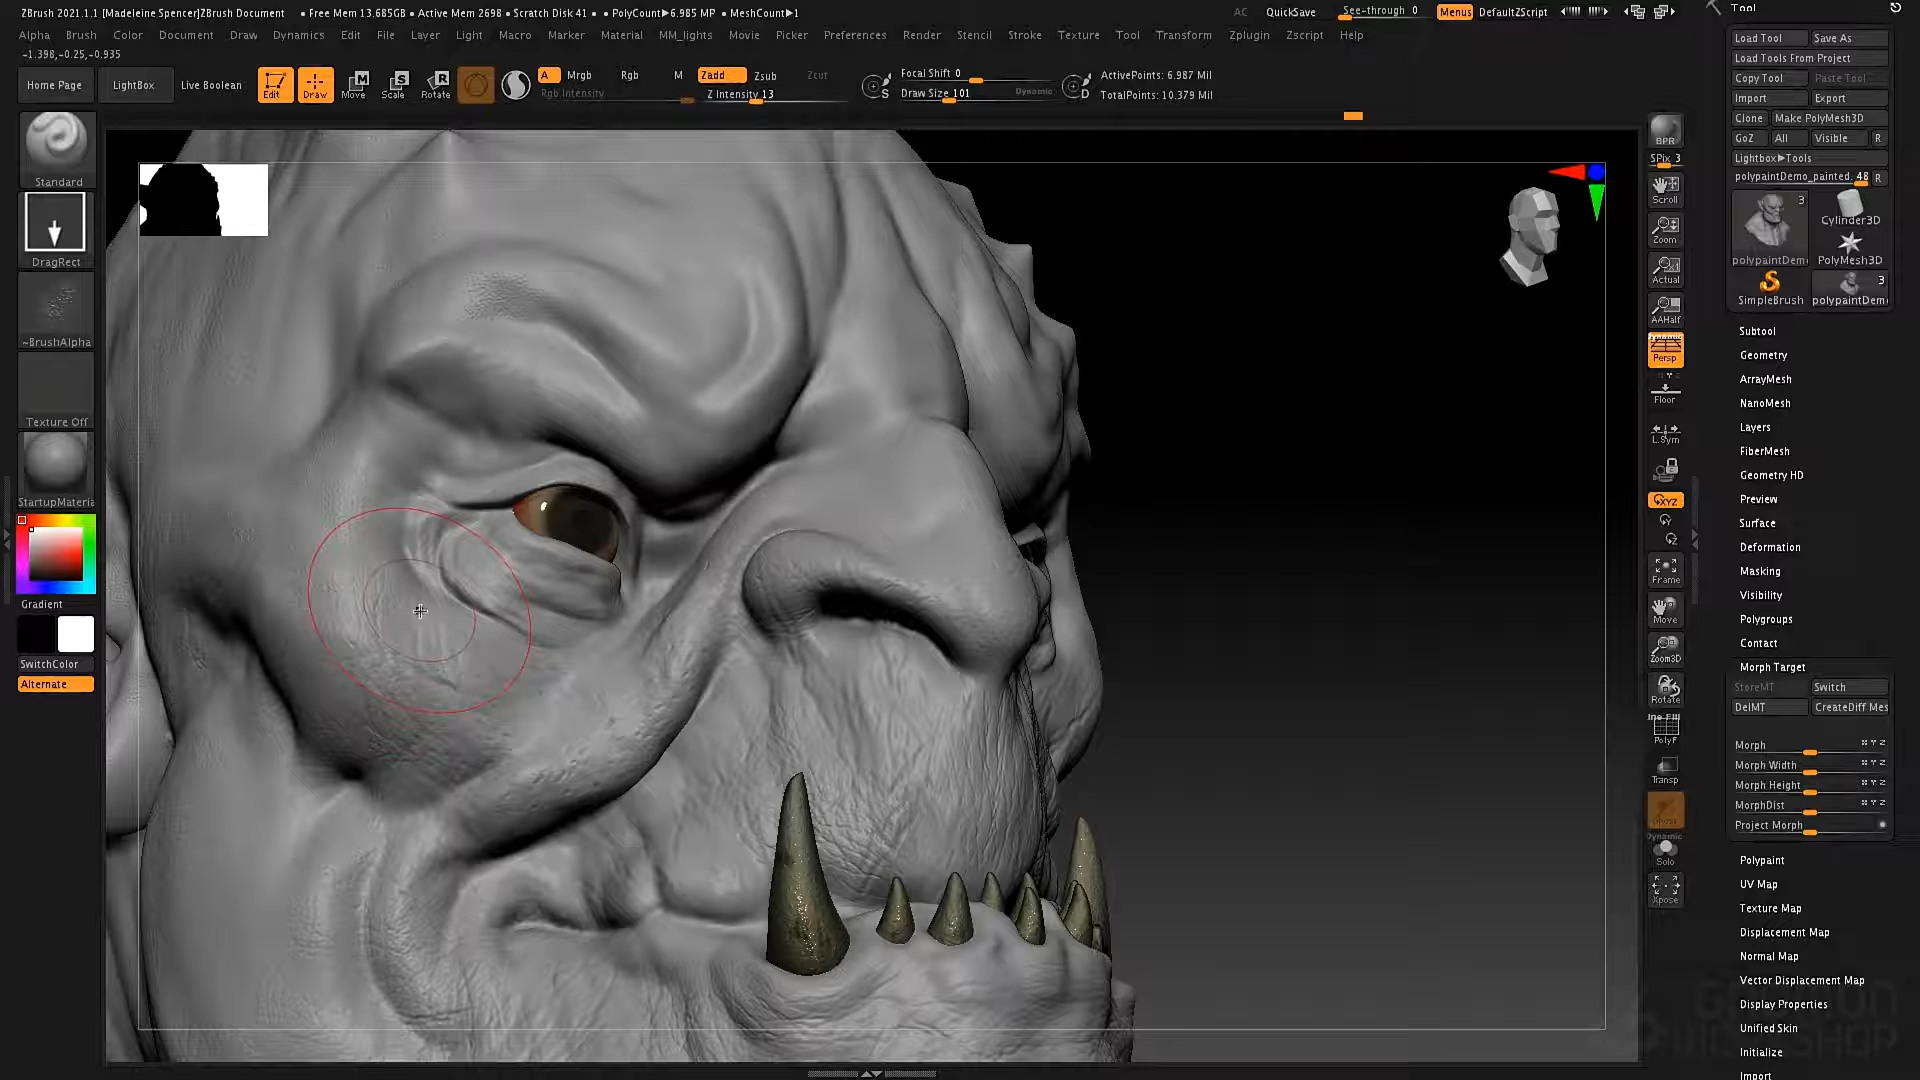 ZBrush 2021.1.1 [Madeleine Spencer]ZBrush Document • Free Mem 13.685GB • Active Mem 2698 • Scratch Disk 41 • • PolyCount▶6.985 MP • MeshCount▶1
AC QuickSave See-through 0 Menus DefaultZScript
Alpha Brush Color Document Draw Dynamics Edit File Layer Light Macro Marker Material MM_lights Movie Picker Preferences Render Stencil Stroke Texture Tool Transform Zplugin Zscript Help
-1.398,-0.25,-0.935
Home Page LightBox Live Boolean Edit Draw Move Scale Rotate
A Mrgb Rgb M Zadd Zsub Zcut
Rgb Intensity Z Intensity 13
Focal Shift 0
Draw Size 101 Dynamic
S D
ActivePoints: 6.987 Mil
TotalPoints: 10.379 Mil
Standard
DragRect
~BrushAlpha
Texture Off
StartupMateria
Gradient
SwitchColor
Alternate
BPR
SPix 3
Scroll
Zoom
Actual
AAHalf
Dynamic
Persp
Floor
L.Sym
XYZ
Frame
Move
Zoom3D
Rotate
Line Fill
PolyF
Transp
Ghost
Dynamic
Solo
Xpose
Tool
Load Tool Save As
Load Tools From Project
Copy Tool Paste Tool
Import Export
Clone Make PolyMesh3D
GoZ All Visible R
Lightbox▶Tools
polypaintDemo_painted. 48 R
3
Cylinder3D
polypaintDem PolyMesh3D
3
SimpleBrush polypaintDem
Subtool
Geometry
ArrayMesh
NanoMesh
Layers
FiberMesh
Geometry HD
Preview
Surface
Deformation
Masking
Visibility
Polygroups
Contact
Morph Target
StoreMT Switch
DelMT CreateDiff Mes
Morph X Y Z
Morph Width X Y Z
Morph Height X Y Z
MorphDist X Y Z
Project Morph
Polypaint
UV Map
Texture Map
Displacement Map
Normal Map
Vector Displacement Map
Display Properties
Unified Skin
Initialize
Import